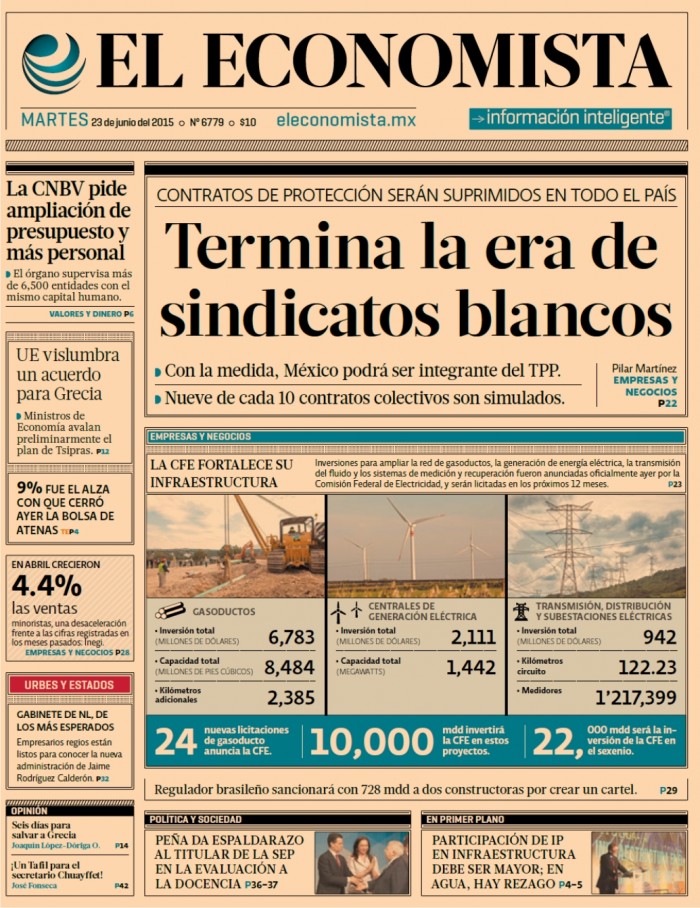 EL ECONOMISTA
MARTES 23 de junio del 2015 o Nº 6779 o $10
eleconomista.mx
información inteligente®
La CNBV pide
ampliación de
presupuesto y
más personal
El órgano supervisa más
de 6,500 entidades con el
mismo capital humano.
VALORES Y DINERO P6
UE vislumbra
un acuerdo
para Grecia
Ministros de
Economía avalan
preliminarmente el
plan de Tsipras. P12
9% FUE EL ALZA
CON QUE CERRÓ
AYER LA BOLSA DE
ATENAS TEP4
EN ABRIL CRECIERON
4.4%
las ventas
minoristas, una desaceleración
frente a las cifras registradas en
los meses pasados: Inegi.
EMPRESAS Y NEGOCIOS P28
URBES Y ESTADOS
GABINETE DE NL, DE
LOS MÁS ESPERADOS
Empresarios regios están
listos para conocer la nueva
administración de Jaime
Rodríguez Calderón. P32
OPINIÓN
Seis días para
salvar a Grecia
Joaquín López-Dóriga O. P14
¡Un Tafil para el
secretario Chuayffet!
José Fonseca P42
CONTRATOS DE PROTECCIÓN SERÁN SUPRIMIDOS EN TODO EL PAÍS
Termina la era de
sindicatos blancos
Con la medida, México podrá ser integrante del TPP.
Nueve de cada 10 contratos colectivos son simulados.
Pilar Martínez
EMPRESAS Y
NEGOCIOS
P22
EMPRESAS Y NEGOCIOS
LA CFE FORTALECE SU
INFRAESTRUCTURA
Inversiones para ampliar la red de gasoductos, la generación de energía eléctrica, la transmisión
del fluido y los sistemas de medición y recuperación fueron anunciadas oficialmente ayer por la
Comisión Federal de Electricidad, y serán licitadas en los próximos 12 meses. P23
GASODUCTOS
• Inversión total 6,783
(MILLONES DE DÓLARES)
• Capacidad total 8,484
(MILLONES DE PIES CÚBICOS)
• Kilómetros 2,385
adicionales
CENTRALES DE
GENERACIÓN ELÉCTRICA
• Inversión total 2,111
(MILLONES DE DÓLARES)
• Capacidad total 1,442
(MEGAWATTS)
TRANSMISIÓN, DISTRIBUCIÓN
Y SUBESTACIONES ELÉCTRICAS
• Inversión total 942
(MILLONES DE DÓLARES)
• Kilómetros 122.23
circuito
• Medidores 1'217,399
24 nuevas licitaciones
de gasoducto
anuncia la CFE.
10,000 mdd invertirá
la CFE en estos
proyectos.
22, 000 mdd será la in-
versión de la CFE en
el sexenio.
Regulador brasileño sancionará con 728 mdd a dos constructoras por crear un cartel. P29
POLÍTICA Y SOCIEDAD
PEÑA DA ESPALDARAZO
AL TITULAR DE LA SEP
EN LA EVALUACIÓN A
LA DOCENCIA P36-37
EN PRIMER PLANO
PARTICIPACIÓN DE IP
EN INFRAESTRUCTURA
DEBE SER MAYOR; EN
AGUA, HAY REZAGO P4-5